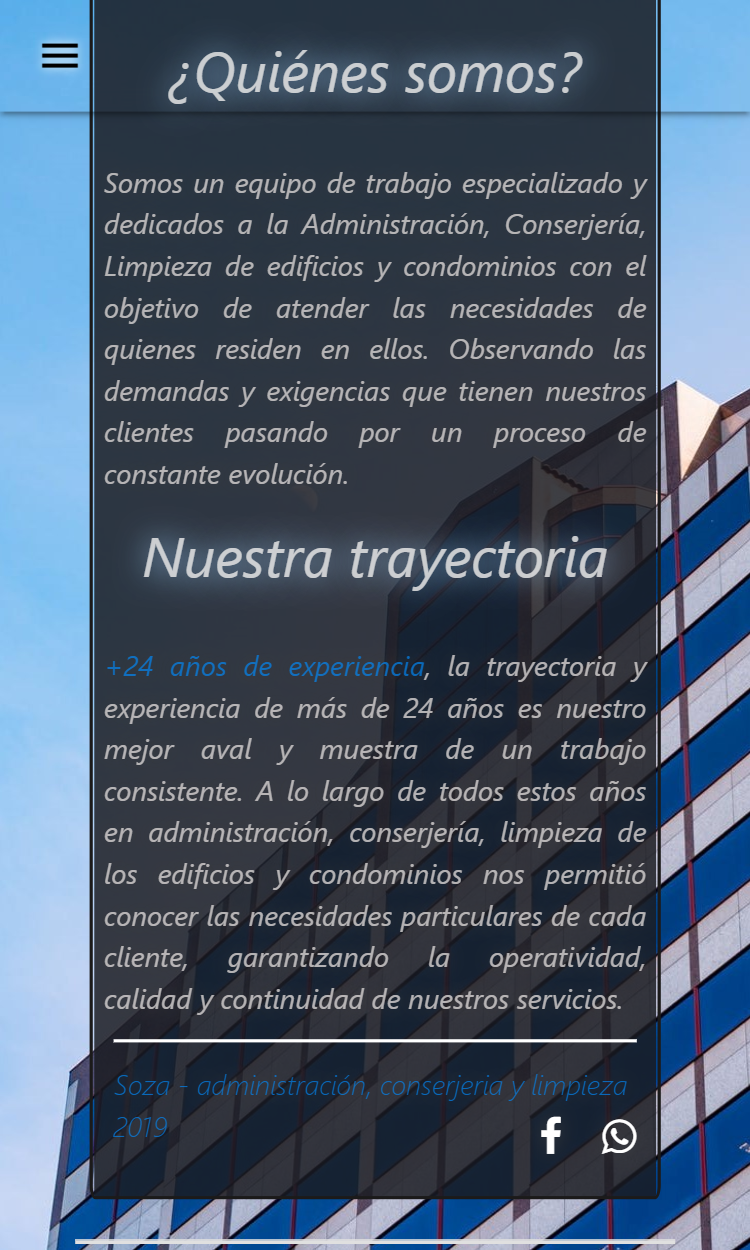 ¿Quiénes somos?
Somos un equipo de trabajo especializado y
dedicados a la Administración, Conserjería,
Limpieza de edificios y condominios con el
objetivo de atender las necesidades de
quienes residen en ellos. Observando las
demandas y exigencias que tienen nuestros
clientes pasando por un proceso de
constante evolución.
Nuestra trayectoria
+24 años de experiencia, la trayectoria y
experiencia de más de 24 años es nuestro
mejor aval y muestra de un trabajo
consistente. A lo largo de todos estos años
en administración, conserjería, limpieza de
los edificios y condominios nos permitió
conocer las necesidades particulares de cada
cliente, garantizando la operatividad,
calidad y continuidad de nuestros servicios.
Soza - administración, conserjeria y limpieza
2019